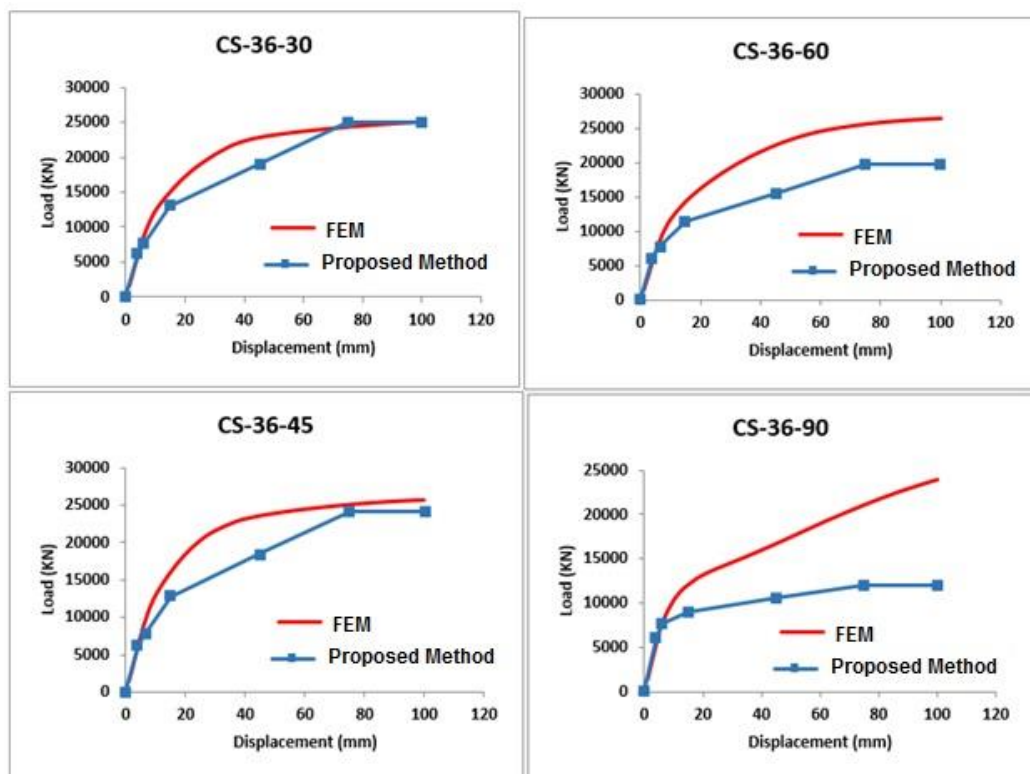 CS-36-30
30000
25000
20000
15000
10000
5000
0
Load (KN)
FEM
Proposed Method
0 20 40 60 80 100 120
Displacement (mm)
CS-36-60
30000
25000
20000
15000
10000
5000
0
Load (KN)
FEM
Proposed Method
0 20 40 60 80 100 120
Displacement (mm)
CS-36-45
30000
25000
20000
15000
10000
5000
0
Load (KN)
FEM
Proposed Method
0 20 40 60 80 100 120
Displacement (mm)
CS-36-90
25000
20000
15000
10000
5000
0
Load (KN)
FEM
Proposed Method
0 20 40 60 80 100 120
Displacement (mm)